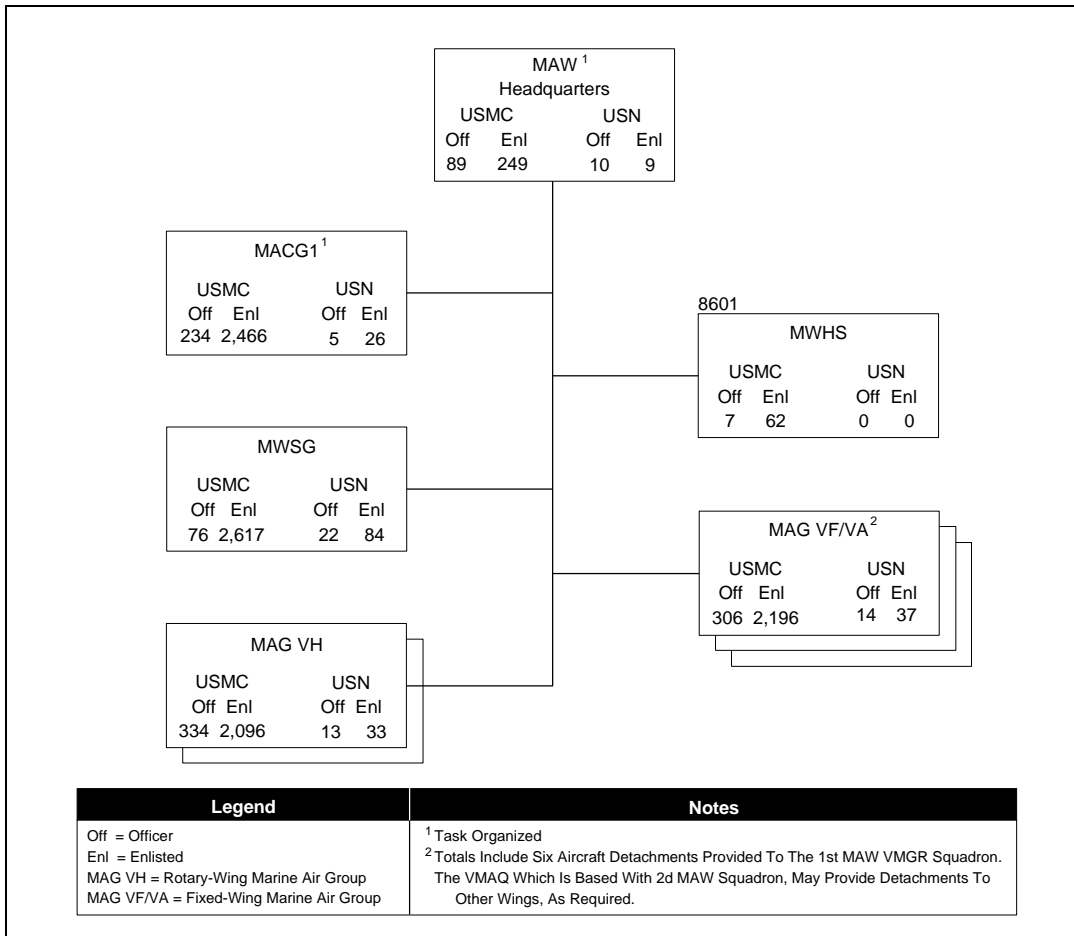 MAW 1
Headquarters
USMC USN
Off Enl Off Enl
89 249 10 9
MACG1 1
USMC USN
Off Enl Off Enl
234 2,466 5 26
8601
MWHS
USMC USN
Off Enl Off Enl
7 62 0 0
MWSG
USMC USN
Off Enl Off Enl
76 2,617 22 84
MAG VF/VA 2
USMC USN
Off Enl Off Enl
306 2,196 14 37
MAG VH
USMC USN
Off Enl Off Enl
334 2,096 13 33
Legend
Off = Officer
Enl = Enlisted
MAG VH = Rotary-Wing Marine Air Group
MAG VF/VA = Fixed-Wing Marine Air Group
Notes
1 Task Organized
2 Totals Include Six Aircraft Detachments Provided To The 1st MAW VMGR Squadron.
The VMAQ Which Is Based With 2d MAW Squadron, May Provide Detachments To
Other Wings, As Required.